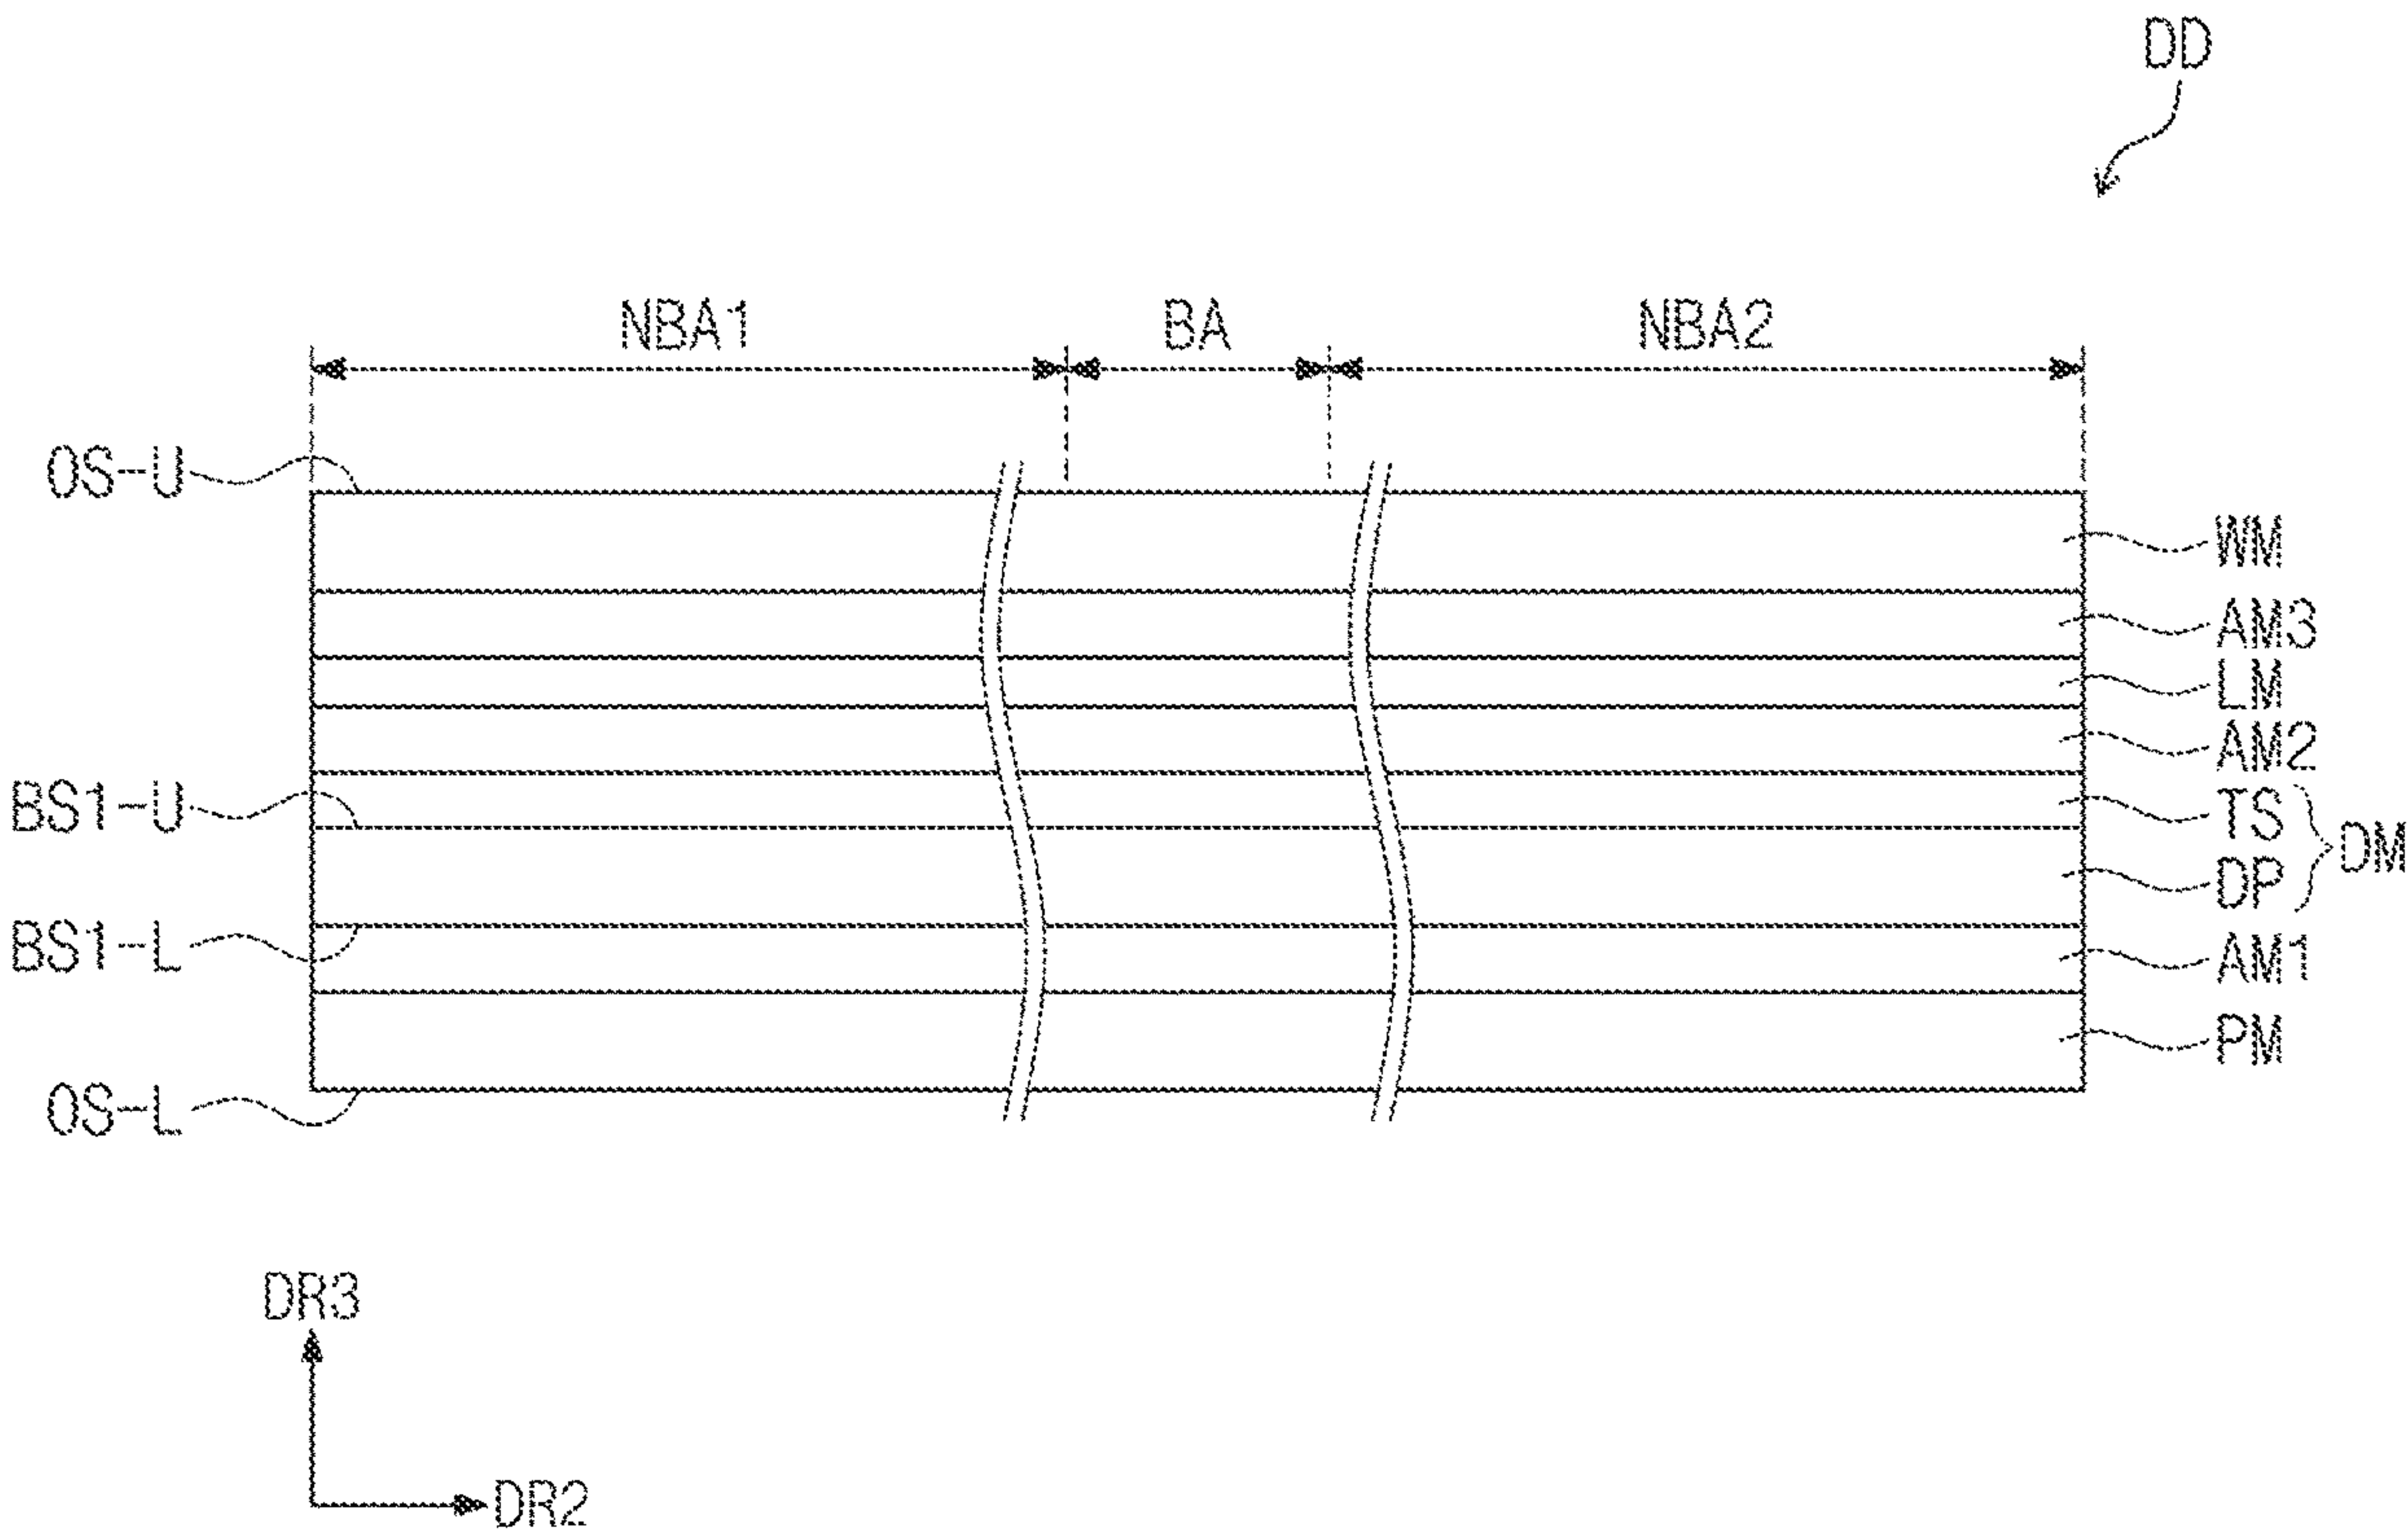 DD
NBA1 BA NBA2
OS-U
WM
AM3
LM
AM2
BS1-U
TS
DM
DP
BS1-L
AM1
PM
OS-L
DR3
DR2